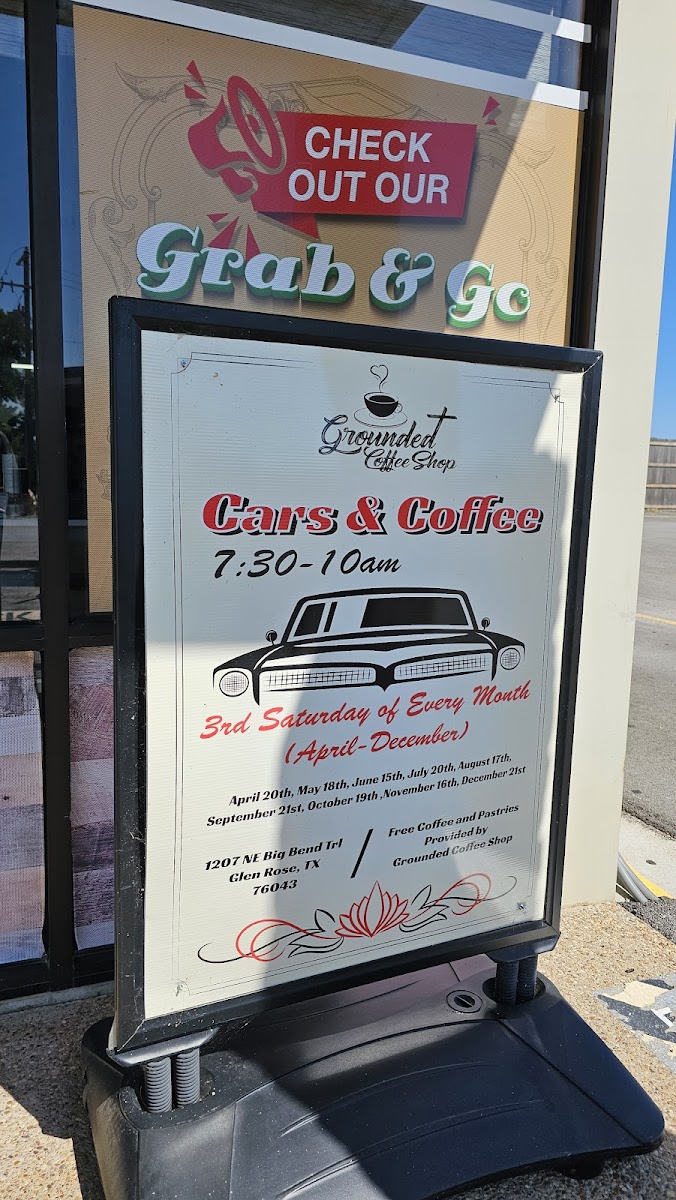 CHECK
OUT OUR
Grab & Go
Grounded
Coffee Shop
Cars & Coffee
7:30-10am
3rd Saturday of Every Month
(April-December)
April 20th, May 18th, June 15th, July 20th, August 17th,
September 21st, October 19th ,November 16th, December 21st
1207 NE Big Bend Trl
Glen Rose, TX
76043
/
Free Coffee and Pastries
Provided by
Grounded Coffee Shop